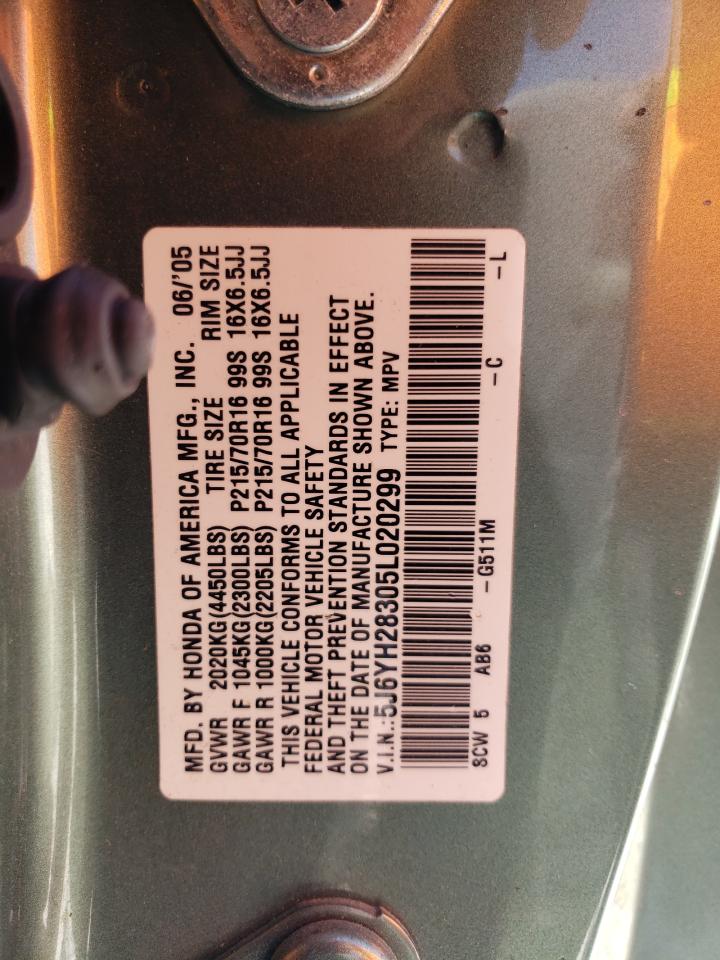 MFD. BY HONDA OF AMERICA MFG., INC. 06/'05
GVWR 2020KG(4450LBS) TIRE SIZE RIM SIZE
GAWR F 1045KG(2300LBS) P215/70R16 99S 16X6.5JJ
GAWR R 1000KG(2205LBS) P215/70R16 99S 16X6.5JJ
THIS VEHICLE CONFORMS TO ALL APPLICABLE
FEDERAL MOTOR VEHICLE SAFETY
AND THEFT PREVENTION STANDARDS IN EFFECT
ON THE DATE OF MANUFACTURE SHOWN ABOVE.
V.I.N.:5J6YH28305L020299 TYPE: MPV
SCW 5 AB6 -G511M -C -L